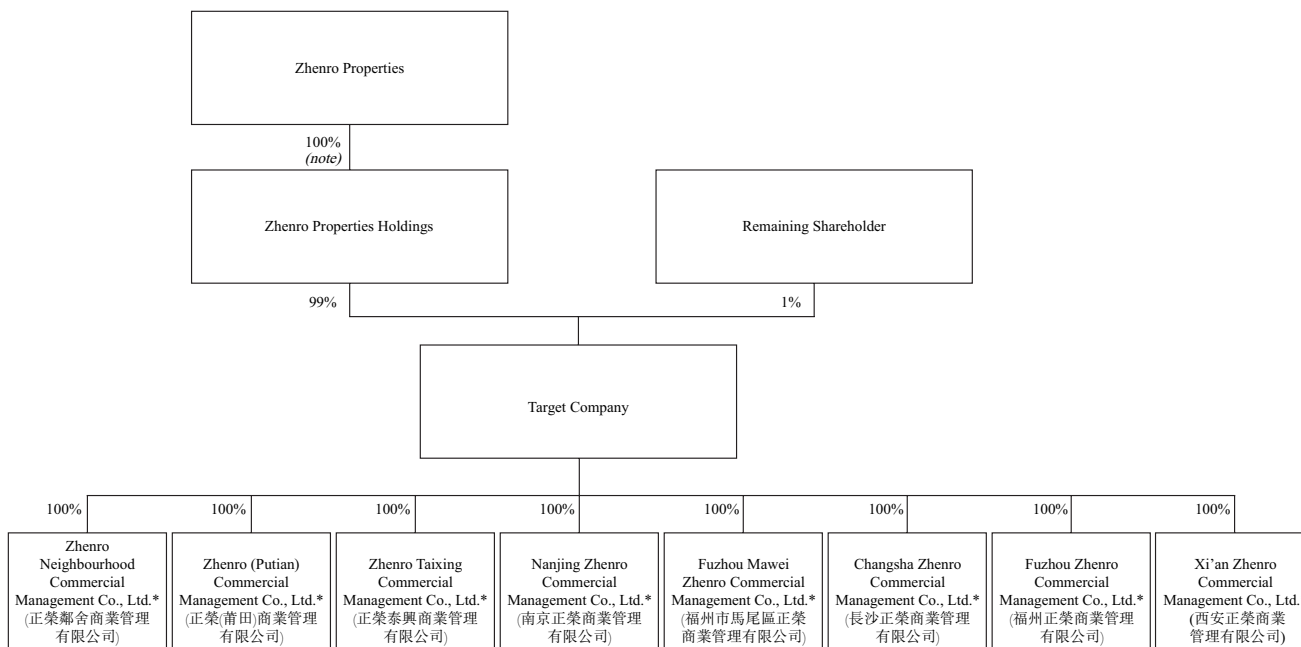 Zhenro Properties
100%
(note)
Zhenro Properties Holdings
Remaining Shareholder
99%
1%
Target Company
100%
100%
100%
100%
100%
100%
100%
100%
Zhenro
Neighbourhood
Commercial
Management Co., Ltd.*
(正榮鄰舍商業管理
有限公司)
Zhenro (Putian)
Commercial
Management Co., Ltd.*
(正榮(莆田)商業管理
有限公司)
Zhenro Taixing
Commercial
Management Co., Ltd.*
(正榮泰興商業管理
有限公司)
Nanjing Zhenro
Commercial
Management Co., Ltd.*
(南京正榮商業管理
有限公司)
Fuzhou Mawei
Zhenro Commercial
Management Co., Ltd.*
(福州市馬尾區正榮
商業管理有限公司)
Changsha Zhenro
Commercial
Management Co., Ltd.*
(長沙正榮商業管理
有限公司)
Fuzhou Zhenro
Commercial
Management Co., Ltd.*
(福州正榮商業管理
有限公司)
Xi’an Zhenro
Commercial
Management Co., Ltd.
(西安正榮商業
管理有限公司)